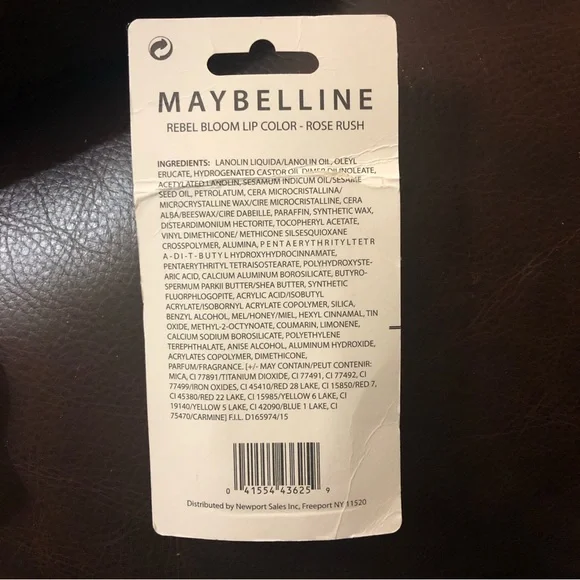 MAYBELLINE
REBEL BLOOM LIP COLOR - ROSE RUSH
INGREDIENTS: LANOLIN LIQUIDA/LANOLIN OIL, OLEYL
ERUCATE, HYDROGENATED CASTOR OIL DIMER DILINOLEATE,
ACETYLATED LANOLIN, SESAMUM INDICUM OIL/SESAME
SEED OIL, PETROLATUM, CERA MICROCRISTALLINA/
MICROCRYSTALLINE WAX/CIRE MICROCRISTALLINE, CERA
ALBA/BEESWAX/CIRE DABEILLE, PARAFFIN, SYNTHETIC WAX,
DISTEARDIMONIUM HECTORITE, TOCOPHERYL ACETATE,
VINYL DIMETHICONE/ METHICONE SILSESQUIOXANE
CROSSPOLYMER, ALUMINA, PENTAERYTHRITYLTETR
A-DI-T-BUTYL HYDROXYHYDROCINNAMATE,
PENTAERYTHRITYL TETRAISOSTEARATE, POLYHYDROXYSTE-
ARIC ACID, CALCIUM ALUMINUM BOROSILICATE, BUTYRO-
SPERMUM PARKII BUTTER/SHEA BUTTER, SYNTHETIC
FLUORPHLOGOPITE, ACRYLIC ACID/ISOBUTYL
ACRYLATE/ISOBORNYL ACRYLATE COPOLYMER, SILICA,
BENZYL ALCOHOL, MEL/HONEY/MIEL, HEXYL CINNAMAL, TIN
OXIDE, METHYL-2-OCTYNOATE, COUMARIN, LIMONENE,
CALCIUM SODIUM BOROSILICATE, POLYETHYLENE
TEREPHTHALATE, ANISE ALCOHOL, ALUMINUM HYDROXIDE,
ACRYLATES COPOLYMER, DIMETHICONE,
PARFUM/FRAGRANCE. [+/- MAY CONTAIN/PEUT CONTENIR:
MICA, CI 77891/TITANIUM DIOXIDE, CI 77491, CI 77492, CI
77499/IRON OXIDES, CI 45410/RED 28 LAKE, CI 15850/RED 7,
CI 45380/RED 22 LAKE, CI 15985/YELLOW 6 LAKE, CI
19140/YELLOW 5 LAKE, CI 42090/BLUE 1 LAKE, CI
75470/CARMINE] F.I.L. D165974/15
0 41554 43625 9
Distributed by Newport Sales Inc, Freeport NY 11520